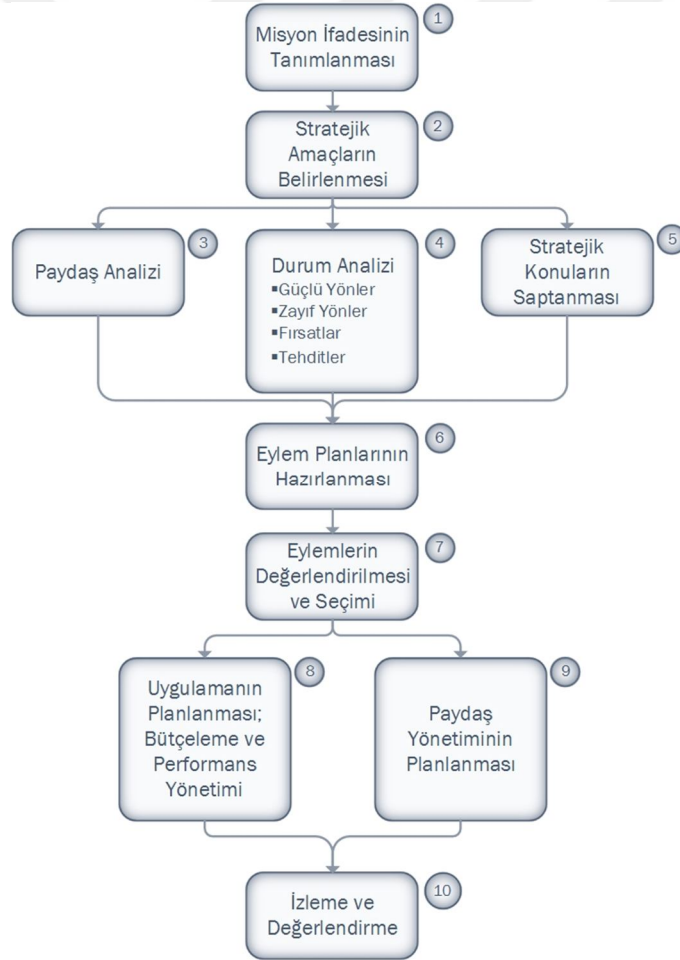 1
Misyon İfadesinin
Tanımlanması
2
Stratejik
Amaçların
Belirlenmesi
3
Paydaş Analizi
4
Durum Analizi
▪Güçlü Yönler
▪Zayıf Yönler
▪Fırsatlar
▪Tehditler
5
Stratejik
Konuların
Saptanması
6
Eylem Planlarının
Hazırlanması
7
Eylemlerin
Değerlendirilmesi
ve Seçimi
8
Uygulamanın
Planlanması;
Bütçeleme ve
Performans
Yönetimi
9
Paydaş
Yönetiminin
Planlanması
10
İzleme ve
Değerlendirme